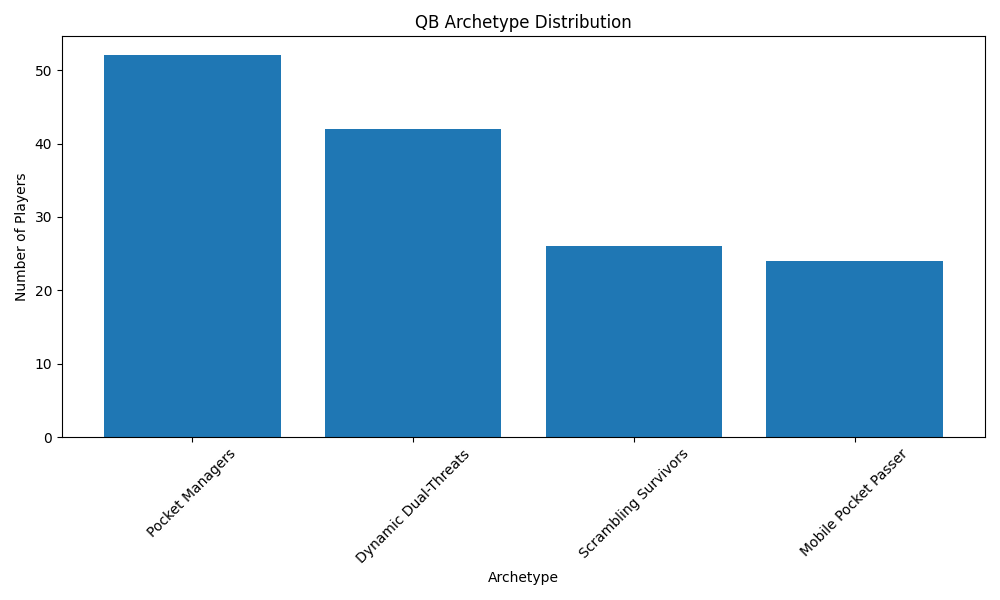 QB Archetype Distribution
Number of Players
50
40
30
20
10
0
Pocket Managers
Dynamic Dual-Threats
Scrambling Survivors
Mobile Pocket Passer
Archetype